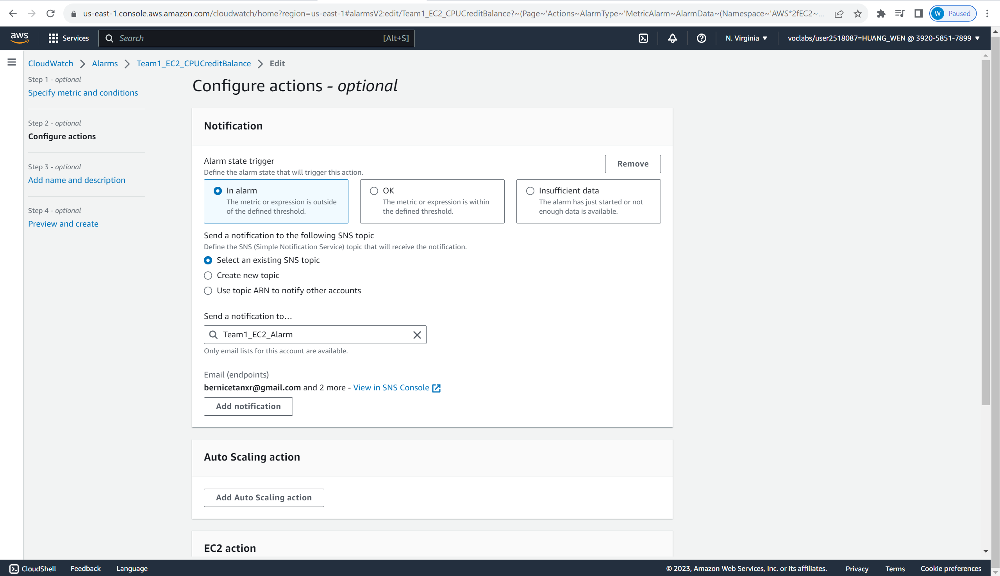 us-east-1.console.aws.amazon.com/cloudwatch/home?region=us-east-1#alarmsV2:edit/Team1_EC2_CPUCreditBalance?~(Page~'Actions~AlarmType~'MetricAlarm~AlarmData~(Namespace~'AWS*2fEC2~...
W Paused
aws Services Search [Alt+S] N. Virginia voclabs/user2518087=HUANG_WEN @ 3920-5851-7899
CloudWatch Alarms Team1_EC2_CPUCreditBalance Edit
Step 1 - optional
Specify metric and conditions
Step 2 - optional
Configure actions
Step 3 - optional
Add name and description
Step 4 - optional
Preview and create
Configure actions - optional
Notification
Alarm state trigger
Define the alarm state that will trigger this action.
Remove
In alarm
The metric or expression is outside
of the defined threshold.
OK
The metric or expression is within
the defined threshold.
Insufficient data
The alarm has just started or not
enough data is available.
Send a notification to the following SNS topic
Define the SNS (Simple Notification Service) topic that will receive the notification.
Select an existing SNS topic
Create new topic
Use topic ARN to notify other accounts
Send a notification to…
Team1_EC2_Alarm
Only email lists for this account are available.
Email (endpoints)
bernicetanxr@gmail.com and 2 more - View in SNS Console
Add notification
Auto Scaling action
Add Auto Scaling action
EC2 action
CloudShell Feedback Language © 2023, Amazon Web Services, Inc. or its affiliates. Privacy Terms Cookie preferences